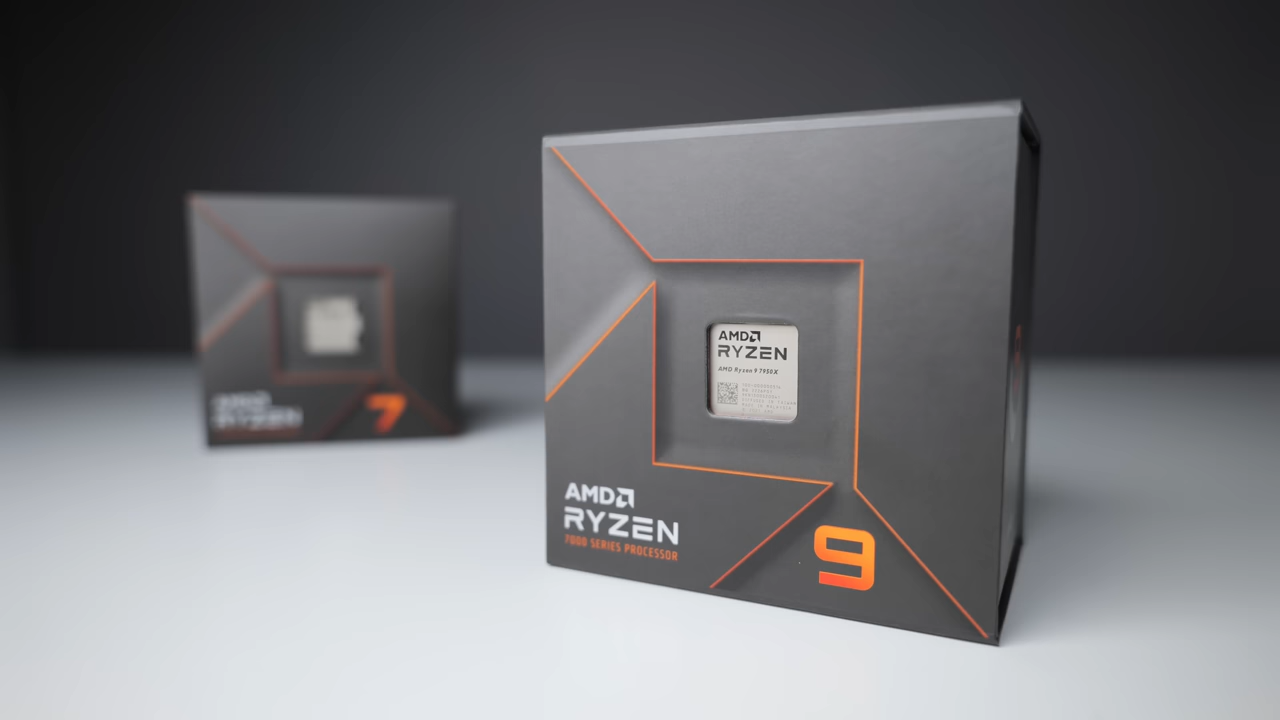 AMD
RYZEN
AMD Ryzen 9 7950X
AMD
RYZEN
7000 SERIES PROCESSOR
9
AMD
RYZEN
7